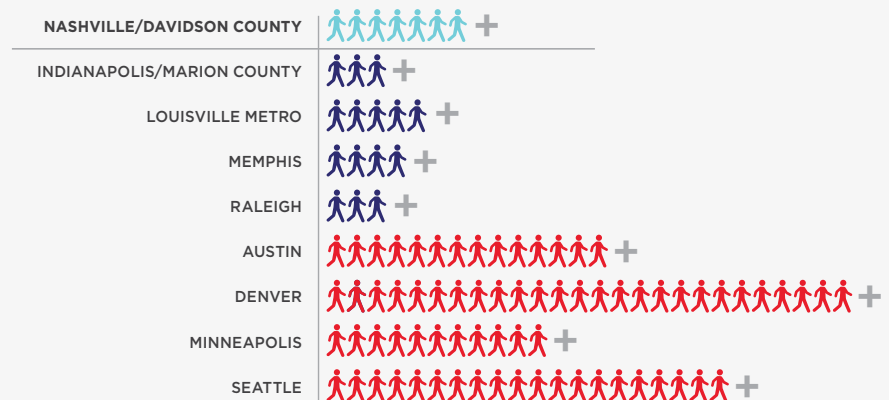 NASHVILLE/DAVIDSON COUNTY
INDIANAPOLIS/MARION COUNTY
LOUISVILLE METRO
MEMPHIS
RALEIGH
AUSTIN
DENVER
MINNEAPOLIS
SEATTLE